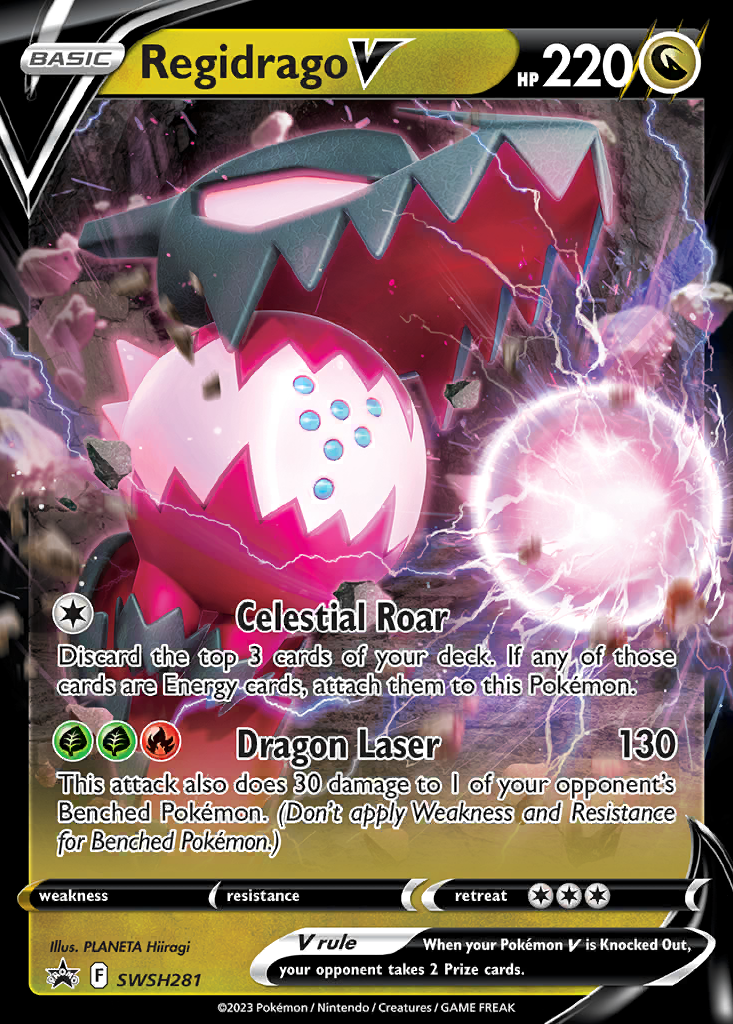 BASIC
Regidrago V
HP 220
Celestial Roar
Discard the top 3 cards of your deck. If any of those
cards are Energy cards, attach them to this Pokémon.
Dragon Laser 130
This attack also does 30 damage to 1 of your opponent's
Benched Pokémon. (Don't apply Weakness and Resistance
for Benched Pokémon.)
weakness resistance retreat
Illus. PLANETA Hiiragi
V rule
When your Pokémon V is Knocked Out,
your opponent takes 2 Prize cards.
PROMO F SWSH281
©2023 Pokémon / Nintendo / Creatures / GAME FREAK